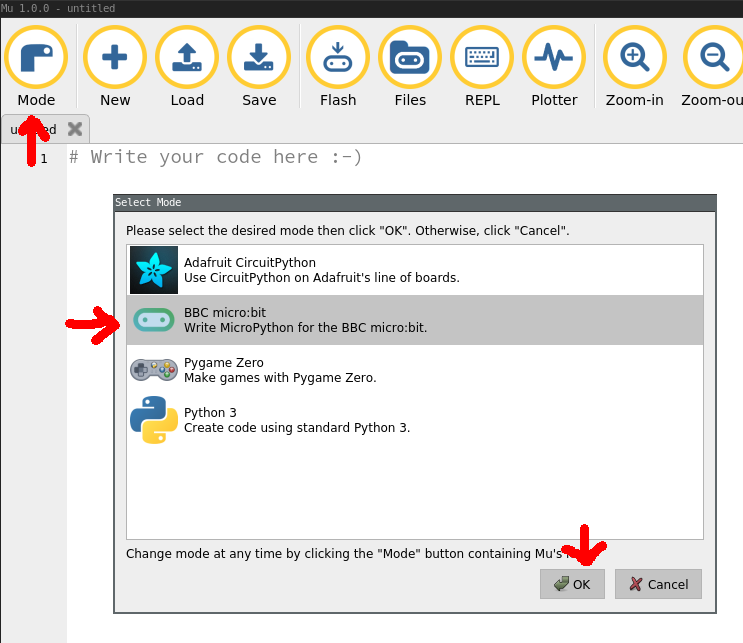 Mu 1.0.0 - untitled
Mode New Load Save Flash Files REPL Plotter Zoom-in Zoom-ou
1 # Write your code here :-)
Select Mode
Please select the desired mode then click "OK". Otherwise, click "Cancel".
Adafruit CircuitPython
Use CircuitPython on Adafruit's line of boards.
BBC micro:bit
Write MicroPython for the BBC micro:bit.
Pygame Zero
Make games with Pygame Zero.
Python 3
Create code using standard Python 3.
Change mode at any time by clicking the "Mode" button containing Mu's
OK Cancel